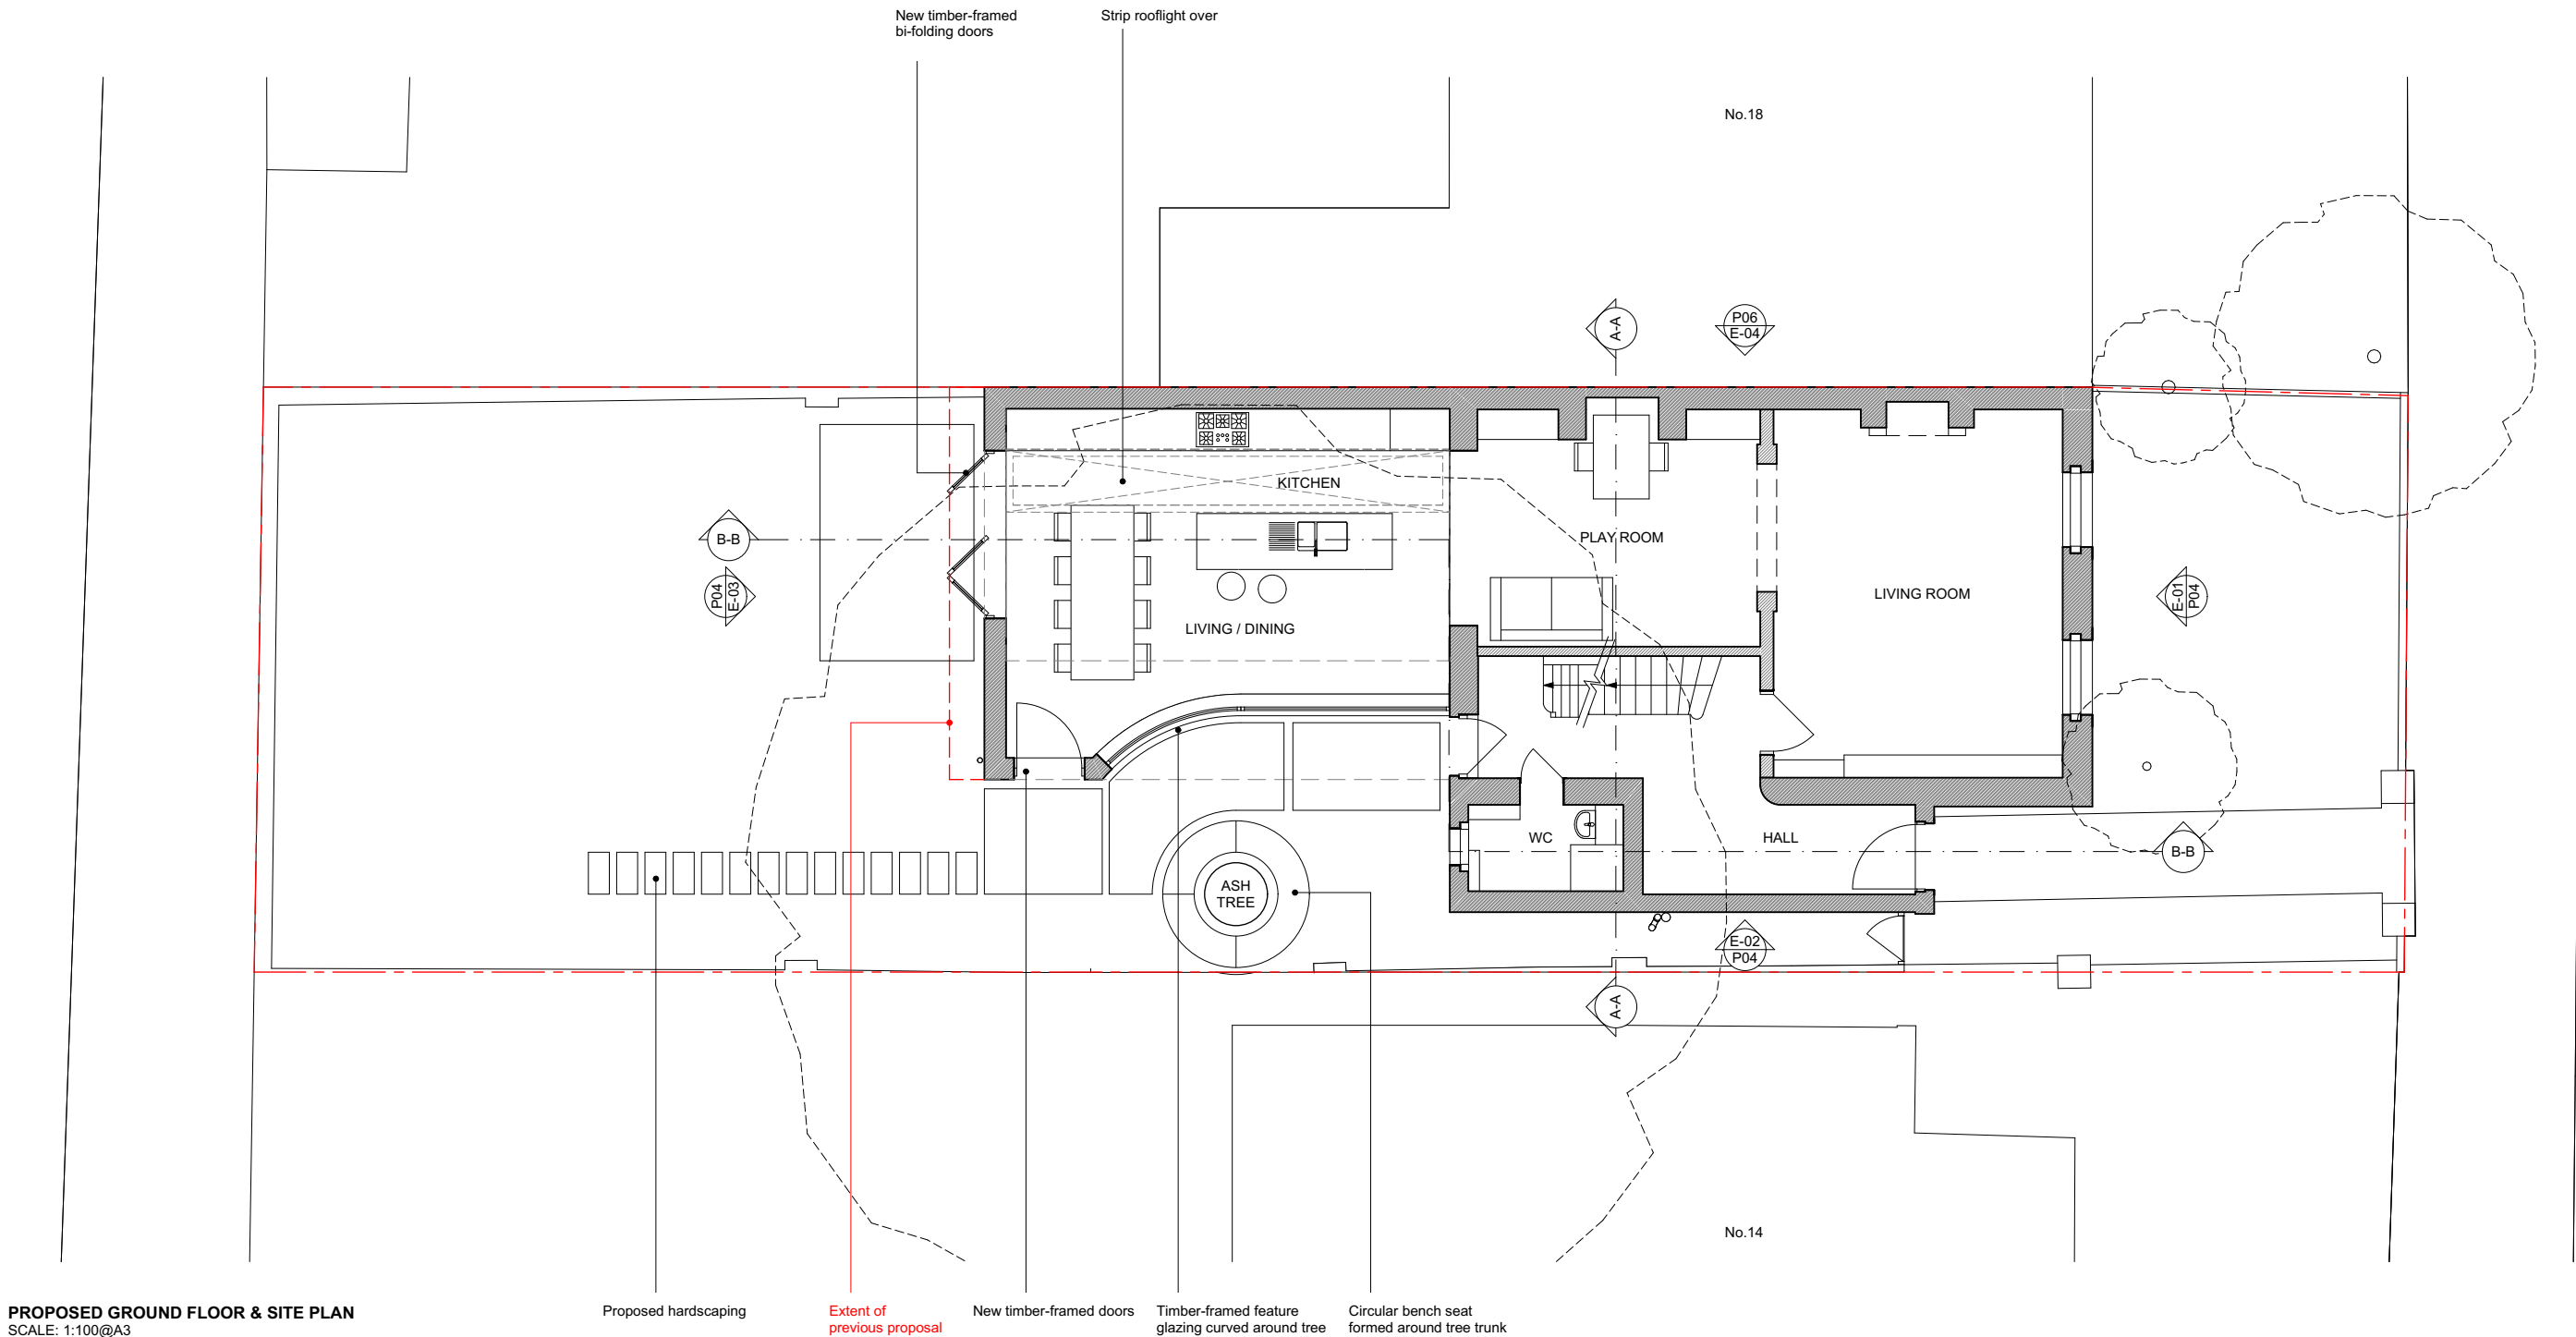 New timber-framed
bi-folding doors
Strip rooflight over
No.18
A-A
P06
E-04
KITCHEN
B-B
PLAY ROOM
P04
E-03
LIVING ROOM
E-01
P04
LIVING / DINING
WC
HALL
B-B
ASH
TREE
E-02
P04
A-A
No.14
PROPOSED GROUND FLOOR & SITE PLAN
SCALE: 1:100@A3
Proposed hardscaping
Extent of
previous proposal
New timber-framed doors
Timber-framed feature
glazing curved around tree
Circular bench seat
formed around tree trunk